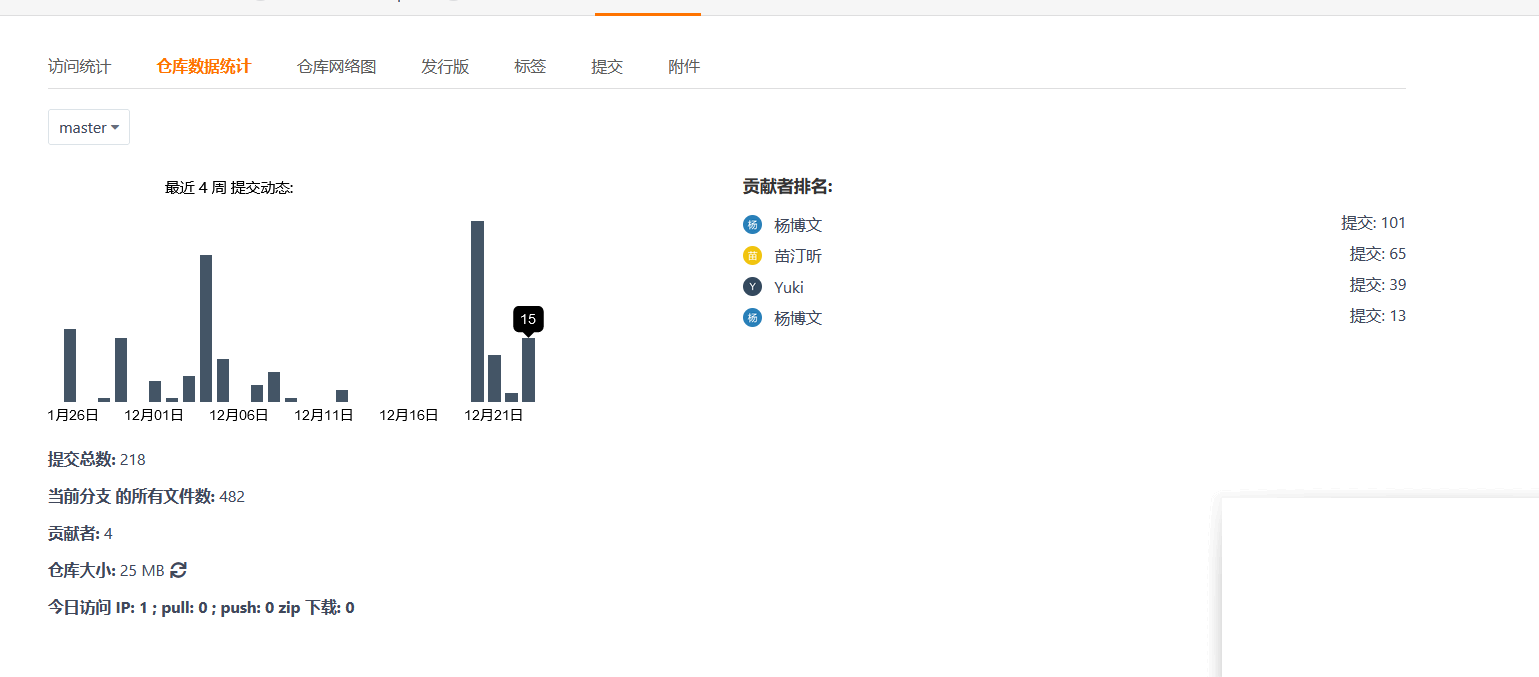 访问统计 仓库数据统计 仓库网络图 发行版 标签 提交 附件
master
最近 4 周 提交动态:
15
1月26日 12月01日 12月06日 12月11日 12月16日 12月21日
提交总数: 218
当前分支 的所有文件数: 482
贡献者: 4
仓库大小: 25 MB
今日访问 IP: 1 ; pull: 0 ; push: 0 zip 下载: 0
贡献者排名:
杨 杨博文 提交: 101
苗 苗汀昕 提交: 65
Y Yuki 提交: 39
杨 杨博文 提交: 13